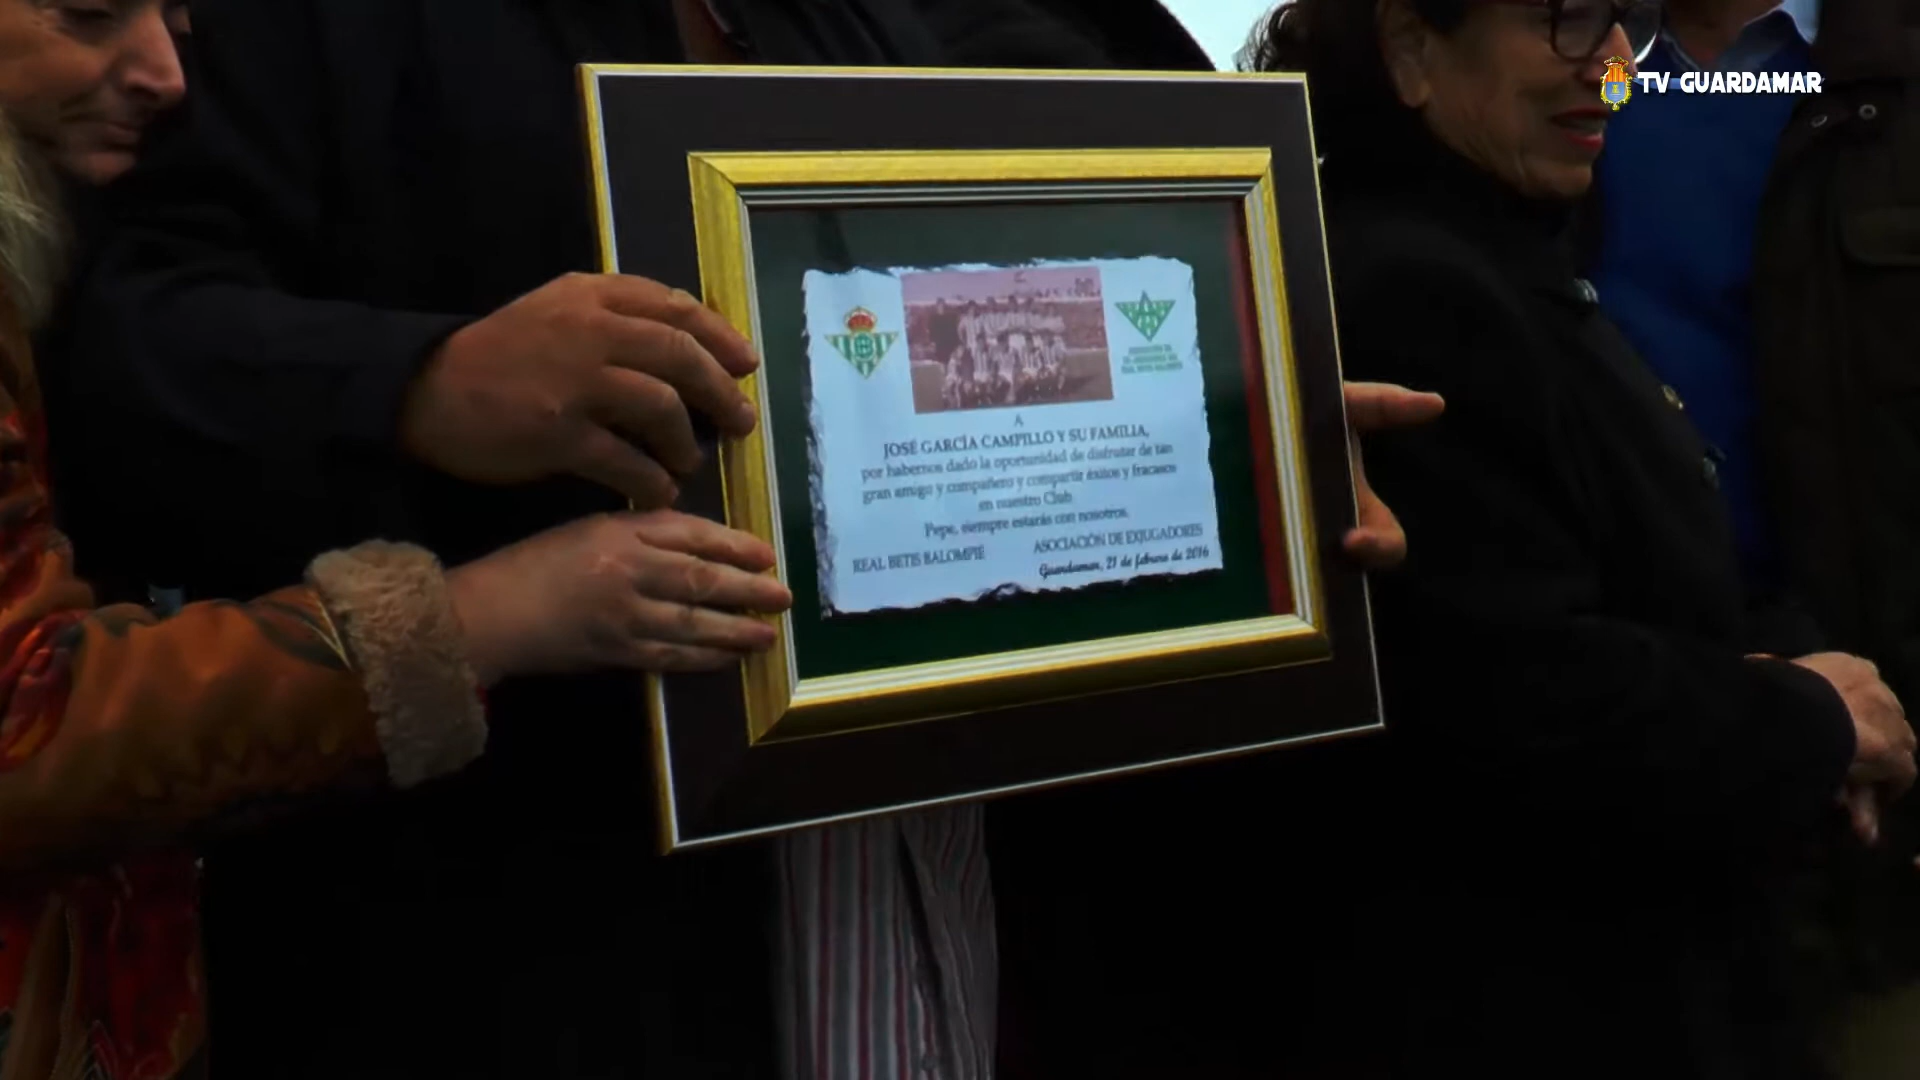 TV GUARDAMAR
A
JOSÉ GARCÍA CAMPILLO Y SU FAMILIA,
por habernos dado la oportunidad de disfrutar de tan
gran amigo y compañero y compartir éxitos y fracasos
en nuestro Club
Pepe, siempre estarás con nosotros.
REAL BETIS BALOMPIÉ
ASOCIACIÓN DE EXJUGADORES
Guardamar, 21 de febrero de 2016